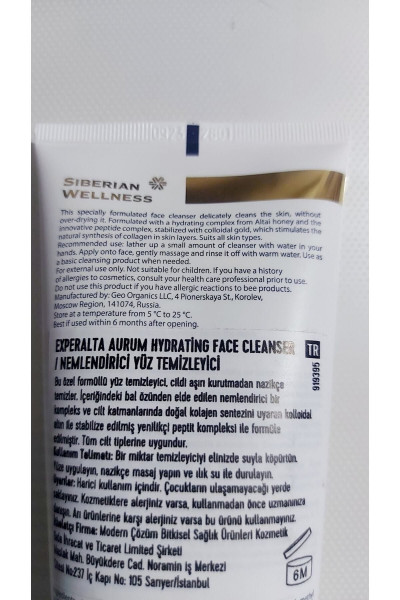 SIBERIAN
WELLNESS
This specially formulated face cleanser delicately cleans the skin, without
over-drying it. Formulated with a hydrating complex from Altai honey and the
innovative peptide complex, stabilized with colloidal gold, which stimulates the
natural synthesis of collagen in skin layers. Suits all skin types.
Recommended use: lather up a small amount of cleanser with water in your
hands. Apply onto face, gently massage and rinse it off with warm water. Use as
a basic cleansing product when needed.
For external use only. Not suitable for children. If you have a history
of allergies to cosmetics, consult your health care professional prior to use.
Do not use this product if you have allergic reactions to bee products.
Manufactured by: Geo Organics LLC, 4 Pionerskaya St., Korolev,
Moscow Region, 141074, Russia.
Store at a temperature from 5 °C to 25 °C.
Best if used within 6 months after opening.
EXPERALTA AURUM HYDRATING FACE CLEANSER TR
/ NEMLENDİRİCİ YÜZ TEMİZLEYİCİ
Bu özel formüllü yüz temizleyici, cildi aşırı kurutmadan nazikçe
temizler. İçeriğindeki bal özünden elde edilen nemlendirici bir
kompleks ve cilt katmanlarında doğal kolajen sentezini uyaran kolloidal
altın ile stabilize edilmiş yenilikçi peptit kompleksi ile formüle
edilmiştir. Tüm cilt tiplerine uygundur.
Kullanım Talimatı: Bir miktar temizleyiciyi elinizde suyla köpürtün.
Yüze uygulayın, nazikçe masaj yapın ve ılık su ile durulayın.
Uyarılar: Harici kullanım içindir. Çocukların ulaşamayacağı yerde
saklayınız. Kozmetiklere alerjiniz varsa, kullanmadan önce uzmanınıza
danışın. Arı ürünlerine karşı alerjiniz varsa bu ürünü kullanmayınız.
İthalatçı Firma: Modern Çözüm Bitkisel Sağlık Ürünleri Kozmetik
İhracat ve Ticaret Limited Şirketi
Maslak Mah. Büyükdere Cad. Noramin İş Merkezi
No:237 İç Kapı No: 105 Sarıyer/İstanbul
6M
919395